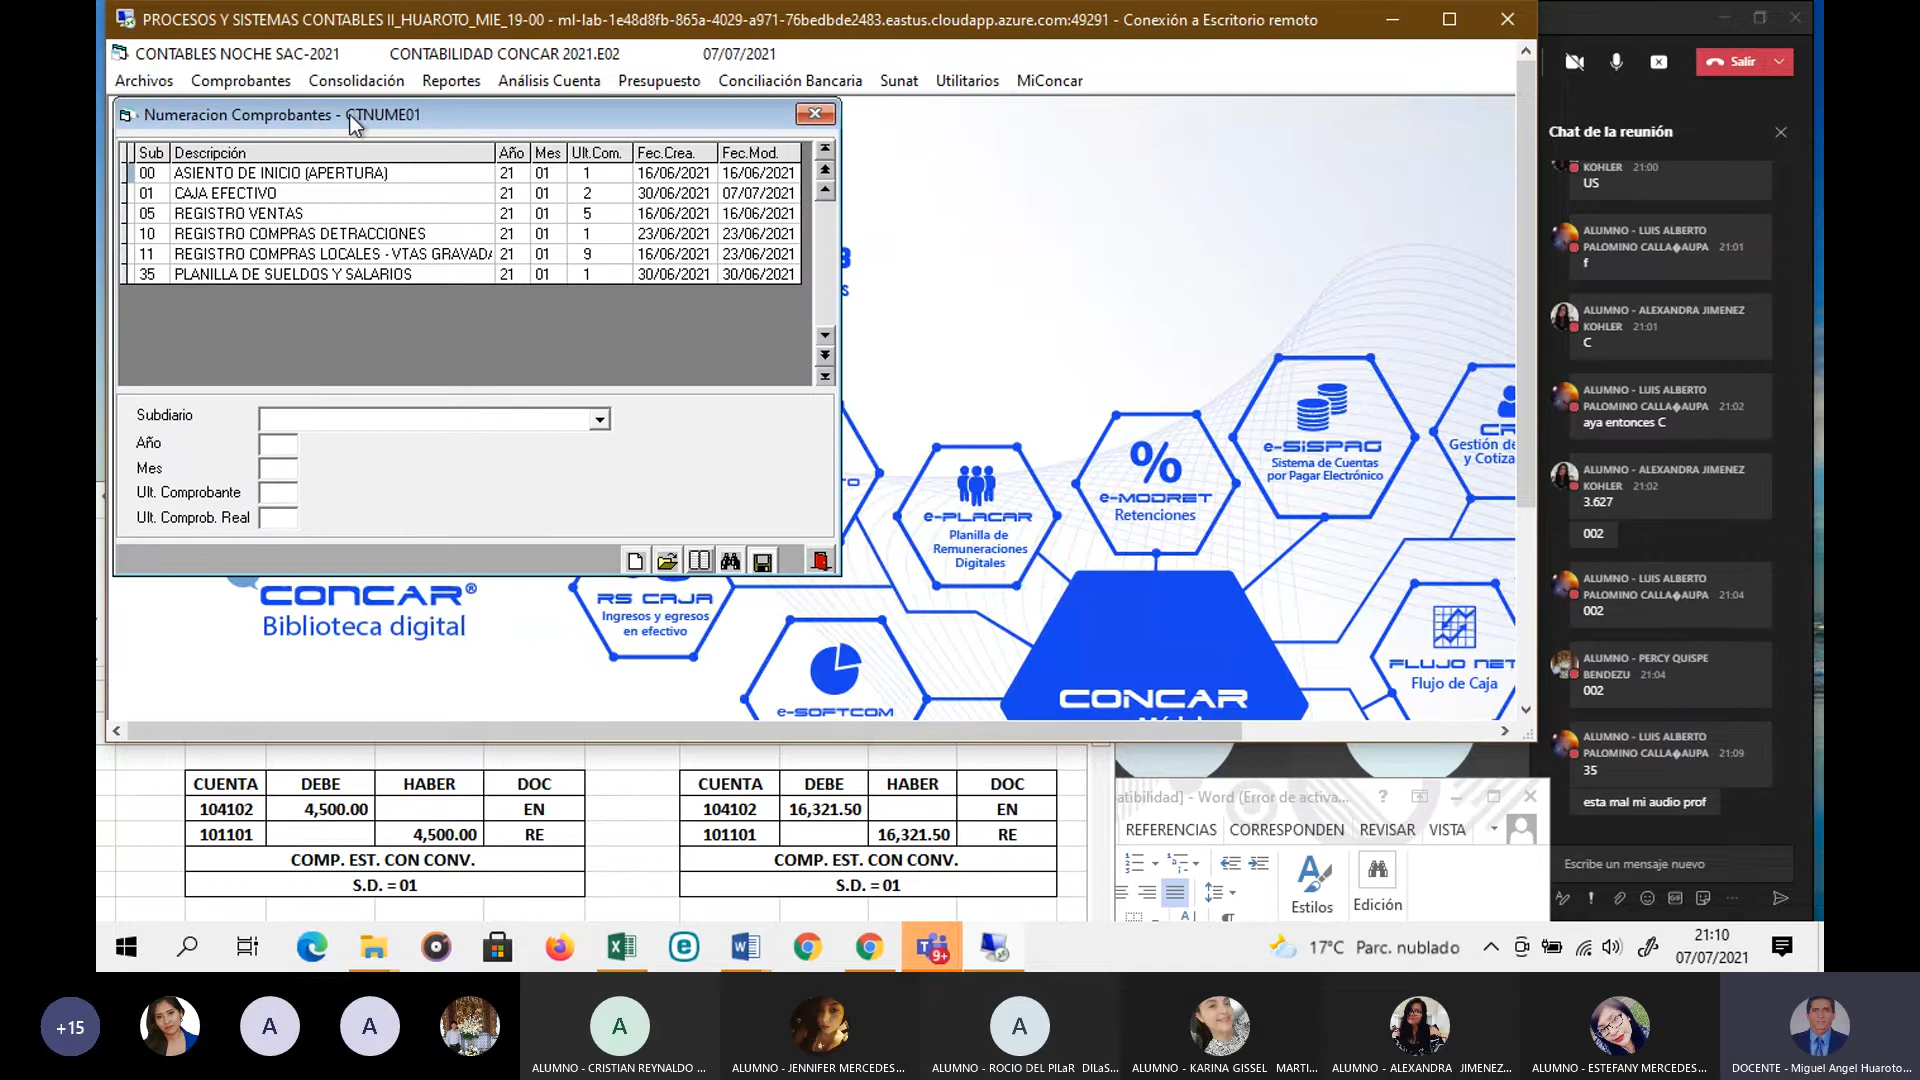 PROCESOS Y SISTEMAS CONTABLES II_HUAROTO_MIE_19-00 - ml-lab-1e48d8fb-865a-4029-a971-76bedbde2483.eastus.cloudapp.azure.com:49291 - Conexión a Escritorio remoto
CONTABLES NOCHE SAC-2021 CONTABILIDAD CONCAR 2021.E02 07/07/2021
Archivos Comprobantes Consolidación Reportes Análisis Cuenta Presupuesto Conciliación Bancaria Sunat Utilitarios MiConcar
Numeracion Comprobantes - CTNUME01
Sub Descripción Año Mes Ult.Com. Fec.Crea. Fec.Mod.
00 ASIENTO DE INICIO (APERTURA) 21 01 1 16/06/2021 16/06/2021
01 CAJA EFECTIVO 21 01 2 30/06/2021 07/07/2021
05 REGISTRO VENTAS 21 01 5 16/06/2021 16/06/2021
10 REGISTRO COMPRAS DETRACCIONES 21 01 1 23/06/2021 23/06/2021
11 REGISTRO COMPRAS LOCALES - VTAS GRAVADA 21 01 9 16/06/2021 23/06/2021
35 PLANILLA DE SUELDOS Y SALARIOS 21 01 1 30/06/2021 30/06/2021
Subdiario
Año
Mes
Ult. Comprobante
Ult. Comprob. Real
CONCAR®
Biblioteca digital
RS CAJA
Ingresos y egresos
en efectivo
e-SOFTCOM
e-PLACAR
Planilla de
Remuneraciones
Digitales
%
e-MODRET
Retenciones
e-SISPAG
Sistema de Cuentas
por Pagar Electrónico
Gestión de
y Cotiza
FLUJO NET
Flujo de Caja
CONCAR
Salir
Chat de la reunión
KOHLER 21:00
US
ALUMNO - LUIS ALBERTO
PALOMINO CALLA�AUPA 21:01
f
ALUMNO - ALEXANDRA JIMENEZ
KOHLER 21:01
C
ALUMNO - LUIS ALBERTO
PALOMINO CALLA�AUPA 21:02
aya entonces C
ALUMNO - ALEXANDRA JIMENEZ
KOHLER 21:02
3.627
002
ALUMNO - LUIS ALBERTO
PALOMINO CALLA�AUPA 21:04
002
ALUMNO - PERCY QUISPE
BENDEZU 21:04
002
ALUMNO - LUIS ALBERTO
PALOMINO CALLA�AUPA 21:09
35
esta mal mi audio prof
Escribe un mensaje nuevo
CUENTA DEBE HABER DOC
104102 4,500.00 EN
101101 4,500.00 RE
COMP. EST. CON CONV.
S.D. = 01
CUENTA DEBE HABER DOC
104102 16,321.50 EN
101101 16,321.50 RE
COMP. EST. CON CONV.
S.D. = 01
atibilidad] - Word (Error de activa... ?
REFERENCIAS CORRESPONDEN REVISAR VISTA
Estilos Edición
9+
17°C Parc. nublado
21:10
07/07/2021
+15 A A A A
ALUMNO - CRISTIAN REYNALDO ... ALUMNO - JENNIFER MERCEDES... ALUMNO - ROCIO DEL PILaR DILaS... ALUMNO - KARINA GISSEL MARTI... ALUMNO - ALEXANDRA JIMENEZ... ALUMNO - ESTEFANY MERCEDES... DOCENTE - Miguel Angel Huaroto...